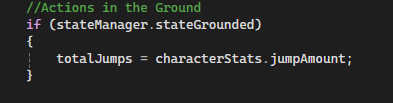 //Actions in the Ground
if (stateManager.stateGrounded)
{
    totalJumps = characterStats.jumpAmount;
}